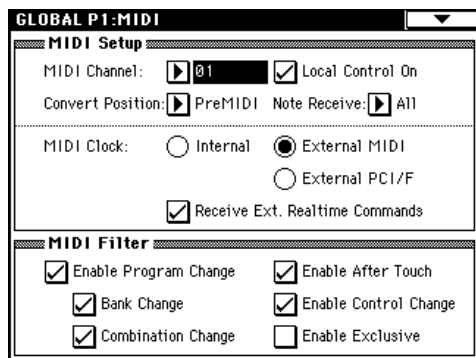 GLOBAL P1:MIDI
MIDI Setup
MIDI Channel: 01 Local Control On
Convert Position: PreMIDI Note Receive: All
MIDI Clock: Internal External MIDI
External PCI/F
Receive Ext. Realtime Commands
MIDI Filter
Enable Program Change Enable After Touch
Bank Change Enable Control Change
Combination Change Enable Exclusive